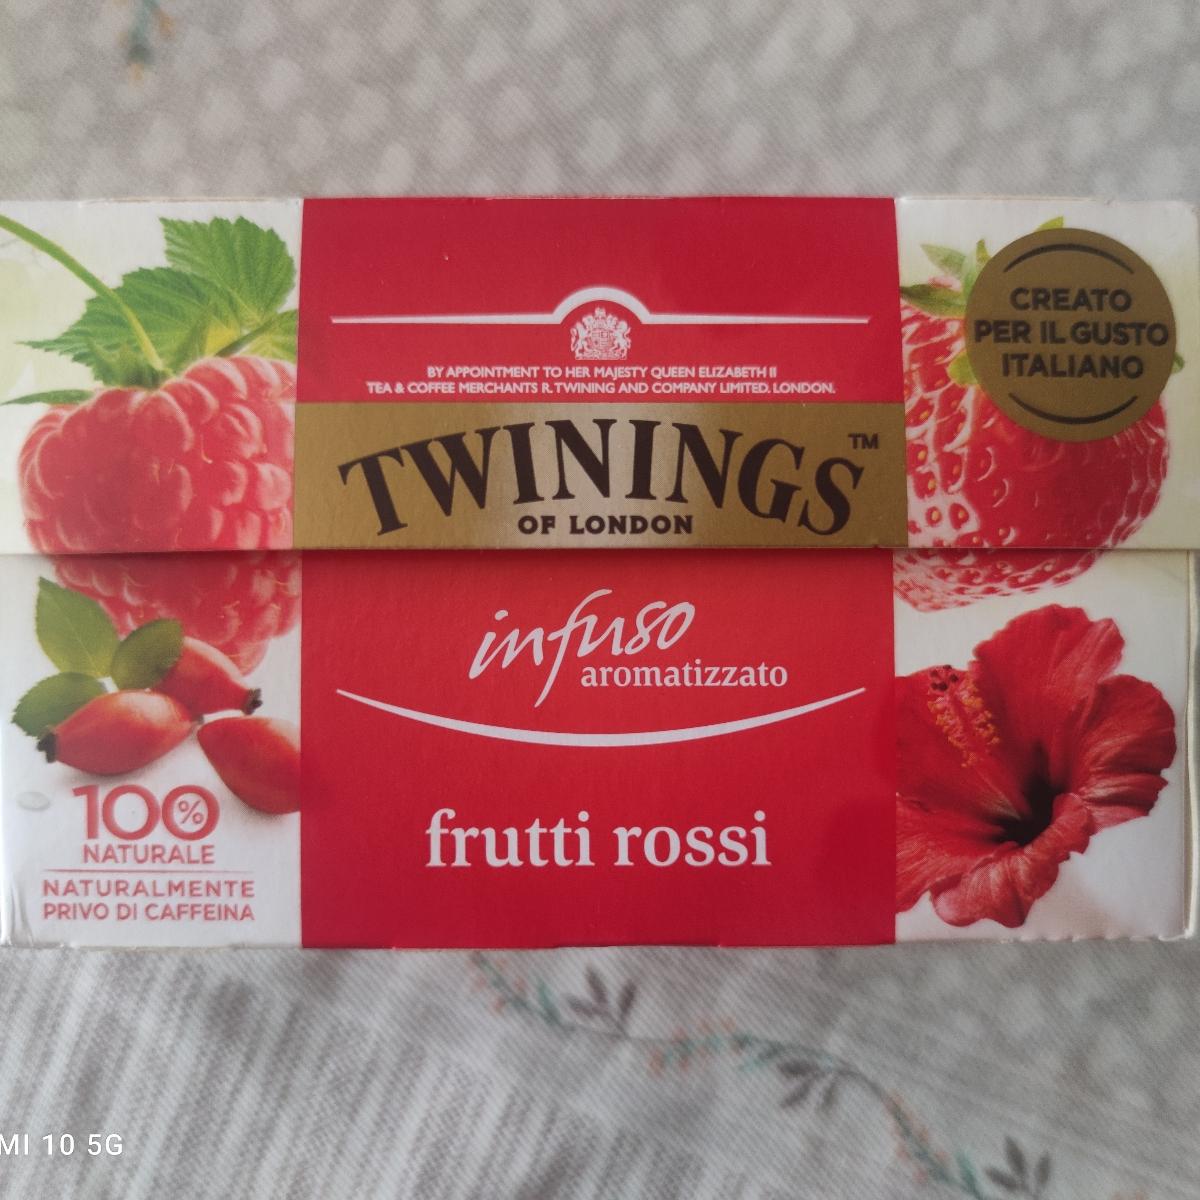 CREATO
PER IL GUSTO
ITALIANO
BY APPOINTMENT TO HER MAJESTY QUEEN ELIZABETH II
TEA & COFFEE MERCHANTS R. TWINING AND COMPANY LIMITED. LONDON.
TWININGS™
OF LONDON
infuso
aromatizzato
frutti rossi
100%
NATURALE
NATURALMENTE
PRIVO DI CAFFEINA
MI 10 5G